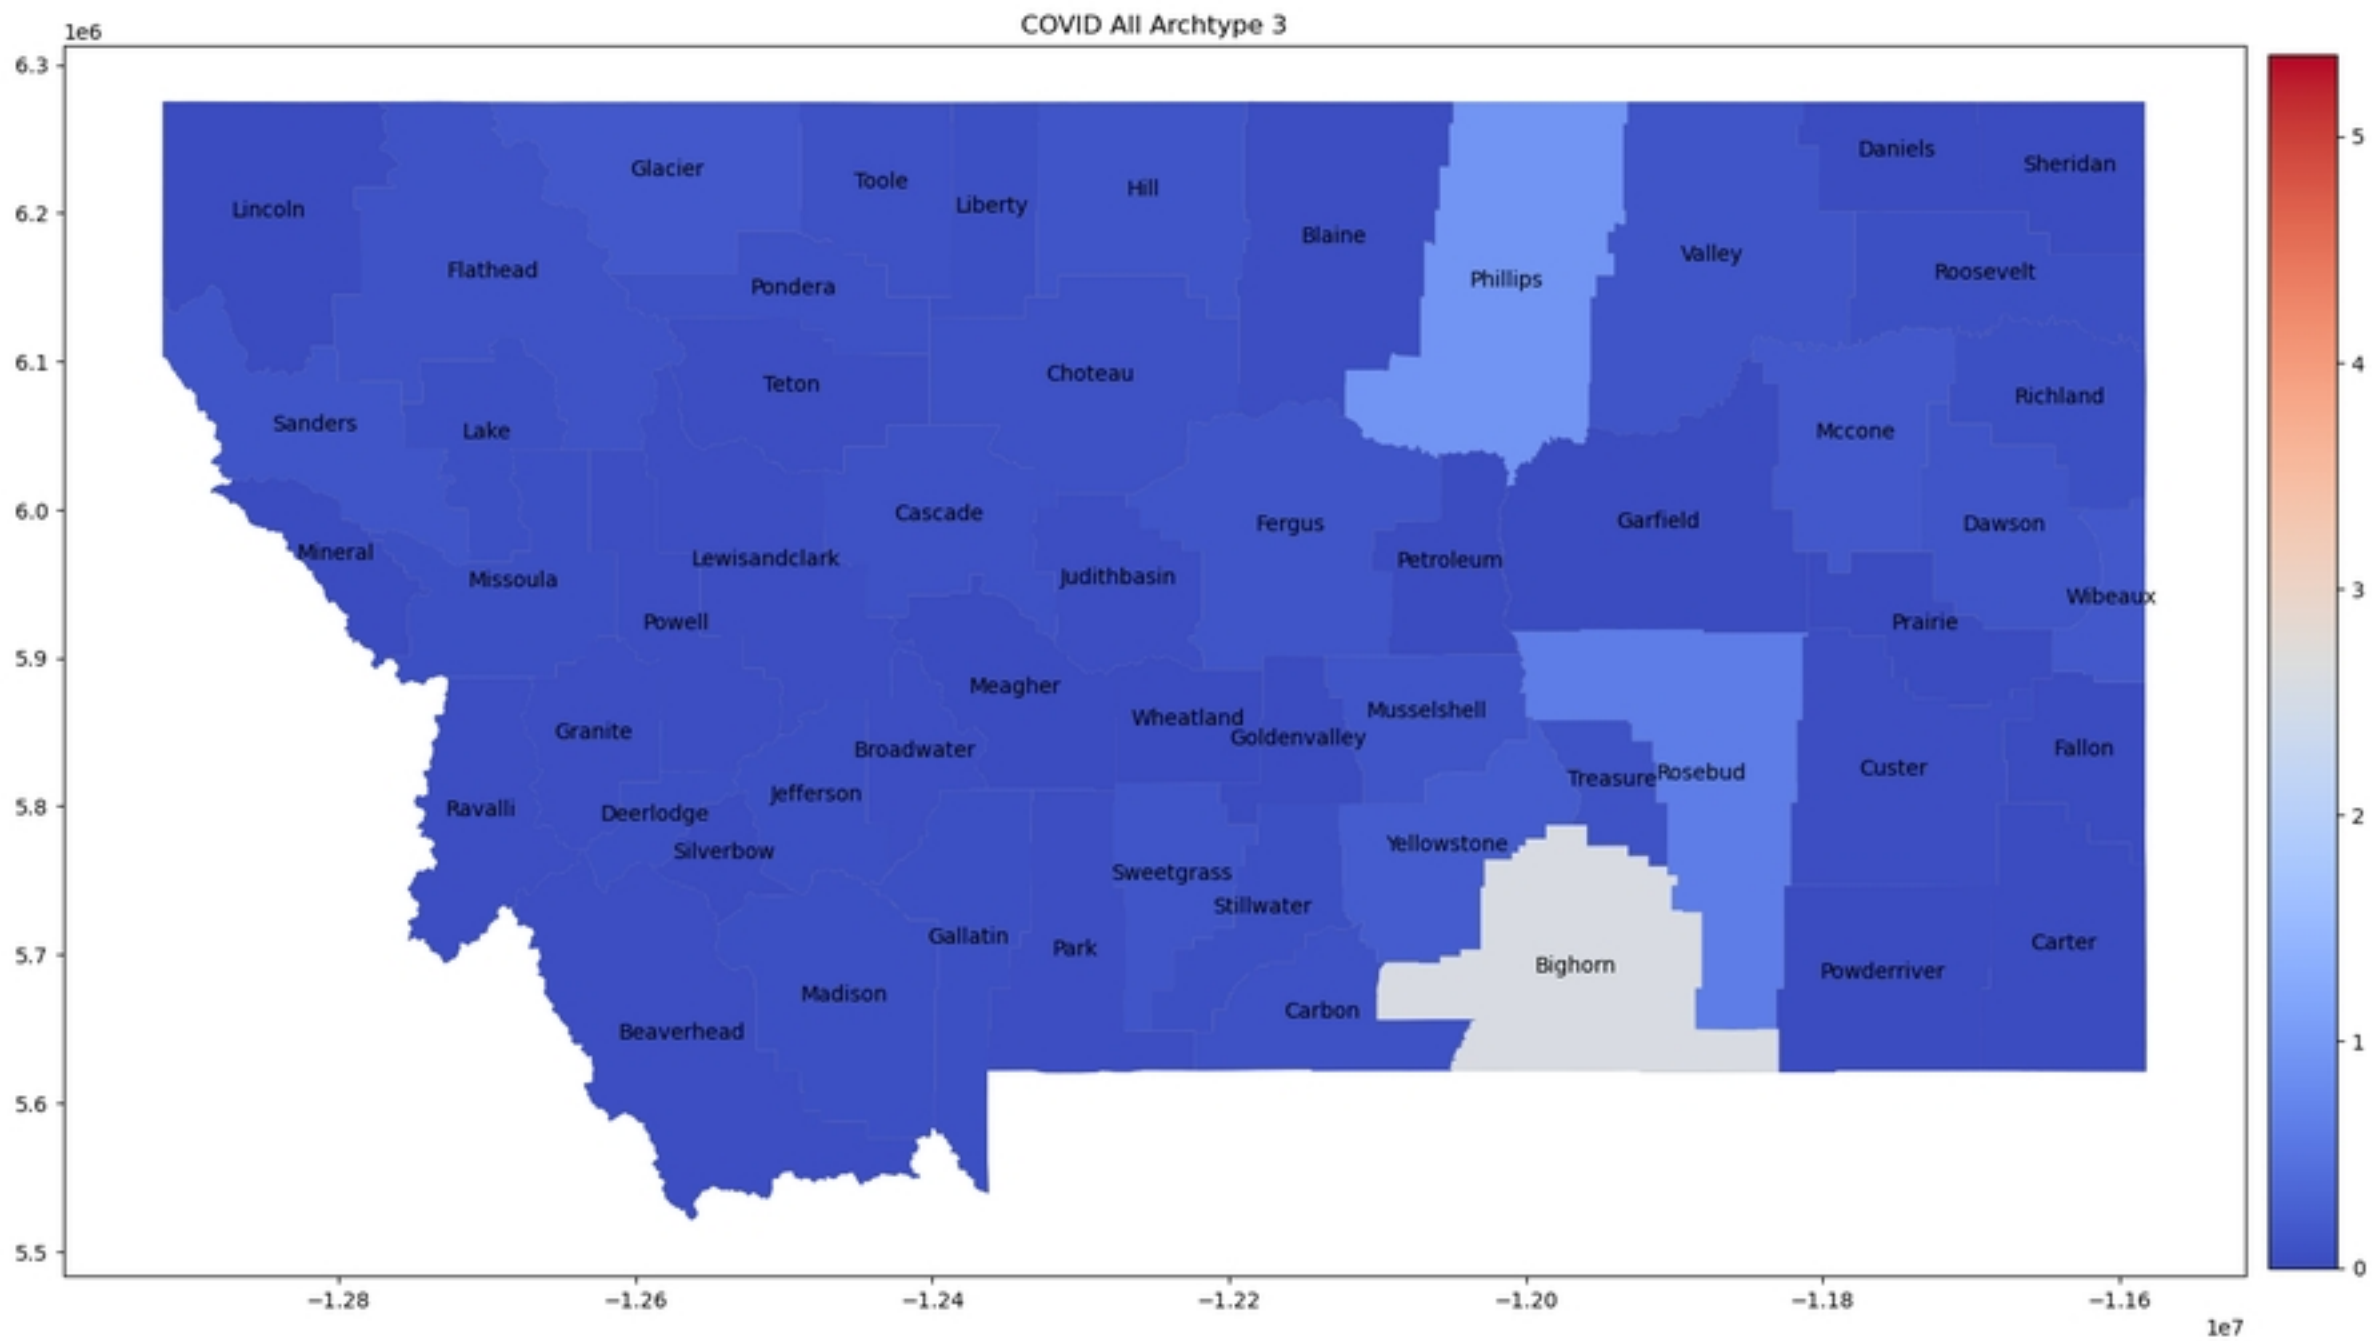 COVID All Archtype 3
1e6
6.3
6.2
6.1
6.0
5.9
5.8
5.7
5.6
5.5
Lincoln
Flathead
Glacier
Toole
Liberty
Hill
Blaine
Phillips
Valley
Daniels
Sheridan
Roosevelt
Pondera
Teton
Choteau
Sanders
Lake
Mccone
Richland
Cascade
Fergus
Petroleum
Garfield
Dawson
Mineral
Missoula
Lewisandclark
Judithbasin
Powell
Prairie
Wibeaux
Meagher
Wheatland
Goldenvalley
Musselshell
Granite
Broadwater
Jefferson
Treasure
Rosebud
Custer
Fallon
Ravalli
Deerlodge
Silverbow
Yellowstone
Sweetgrass
Stillwater
Gallatin
Park
Bighorn
Powderriver
Carter
Madison
Carbon
Beaverhead
5
4
3
2
1
0
−1.28
−1.26
−1.24
−1.22
−1.20
−1.18
−1.16
1e7